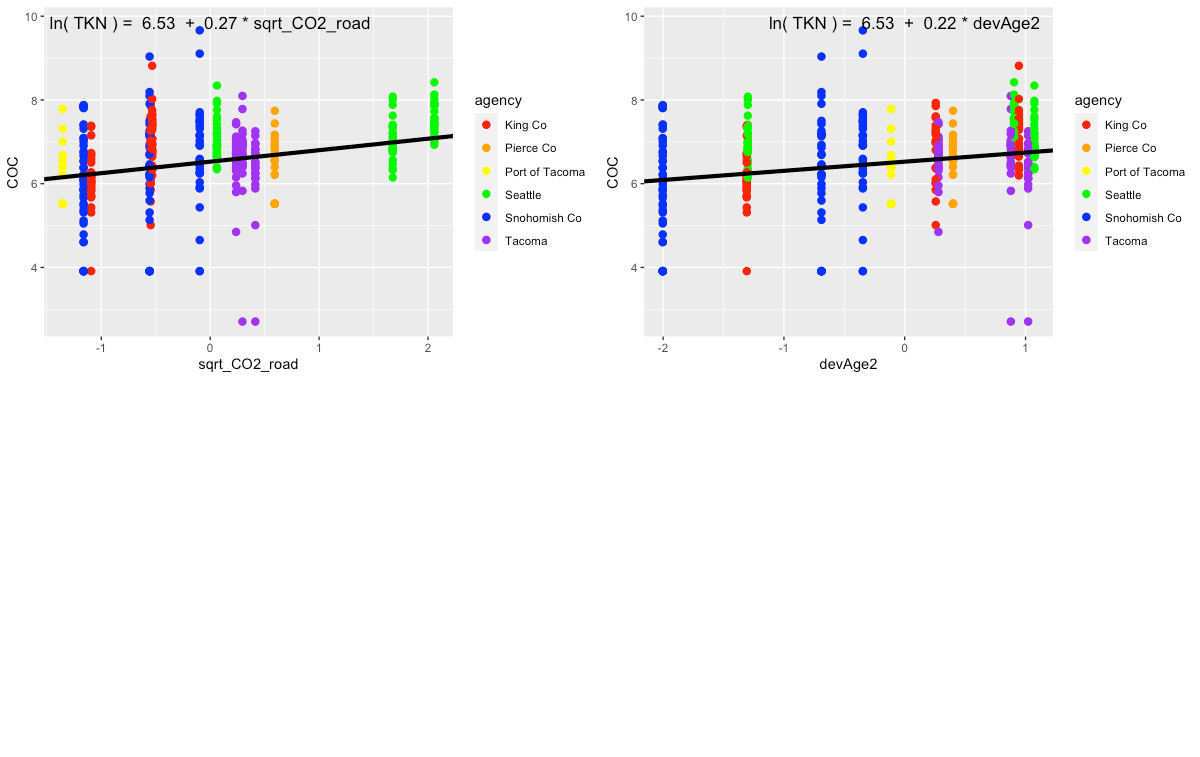 ln( TKN ) = 6.53 + 0.27 * sqrt_CO2_road
10
8
6
4
COC
-1
0
1
2
sqrt_CO2_road
agency
King Co
Pierce Co
Port of Tacoma
Seattle
Snohomish Co
Tacoma
ln( TKN ) = 6.53 + 0.22 * devAge2
10
8
6
4
COC
-2
-1
0
1
devAge2
agency
King Co
Pierce Co
Port of Tacoma
Seattle
Snohomish Co
Tacoma